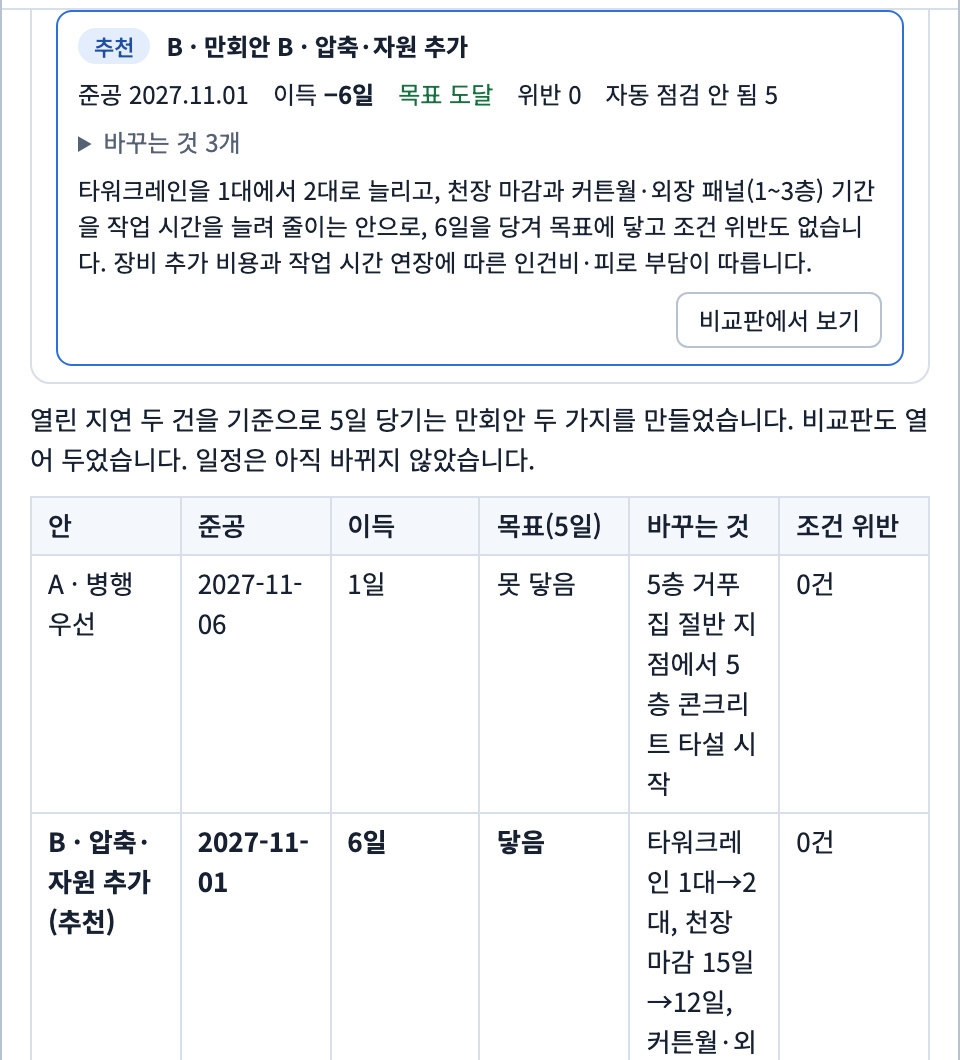 추천 B · 만회안 B · 압축·자원 추가
준공 2027.11.01 이득 −6일 목표 도달 위반 0 자동 점검 안 됨 5
▶ 바꾸는 것 3개
타워크레인을 1대에서 2대로 늘리고, 천장 마감과 커튼월·외장 패널(1~3층) 기간
을 작업 시간을 늘려 줄이는 안으로, 6일을 당겨 목표에 닿고 조건 위반도 없습니
다. 장비 추가 비용과 작업 시간 연장에 따른 인건비·피로 부담이 따릅니다.
비교판에서 보기
열린 지연 두 건을 기준으로 5일 당기는 만회안 두 가지를 만들었습니다. 비교판도 열
어 두었습니다. 일정은 아직 바뀌지 않았습니다.
안 준공 이득 목표(5일) 바꾸는 것 조건 위반
A · 병행
우선
2027-11-
06
1일
못 닿음
5층 거푸
집 절반 지
점에서 5
층 콘크리
트 타설 시
작
0건
B · 압축·
자원 추가
(추천)
2027-11-
01
6일
닿음
타워크레
인 1대→2
대, 천장
마감 15일
→12일,
커튼월·외
0건